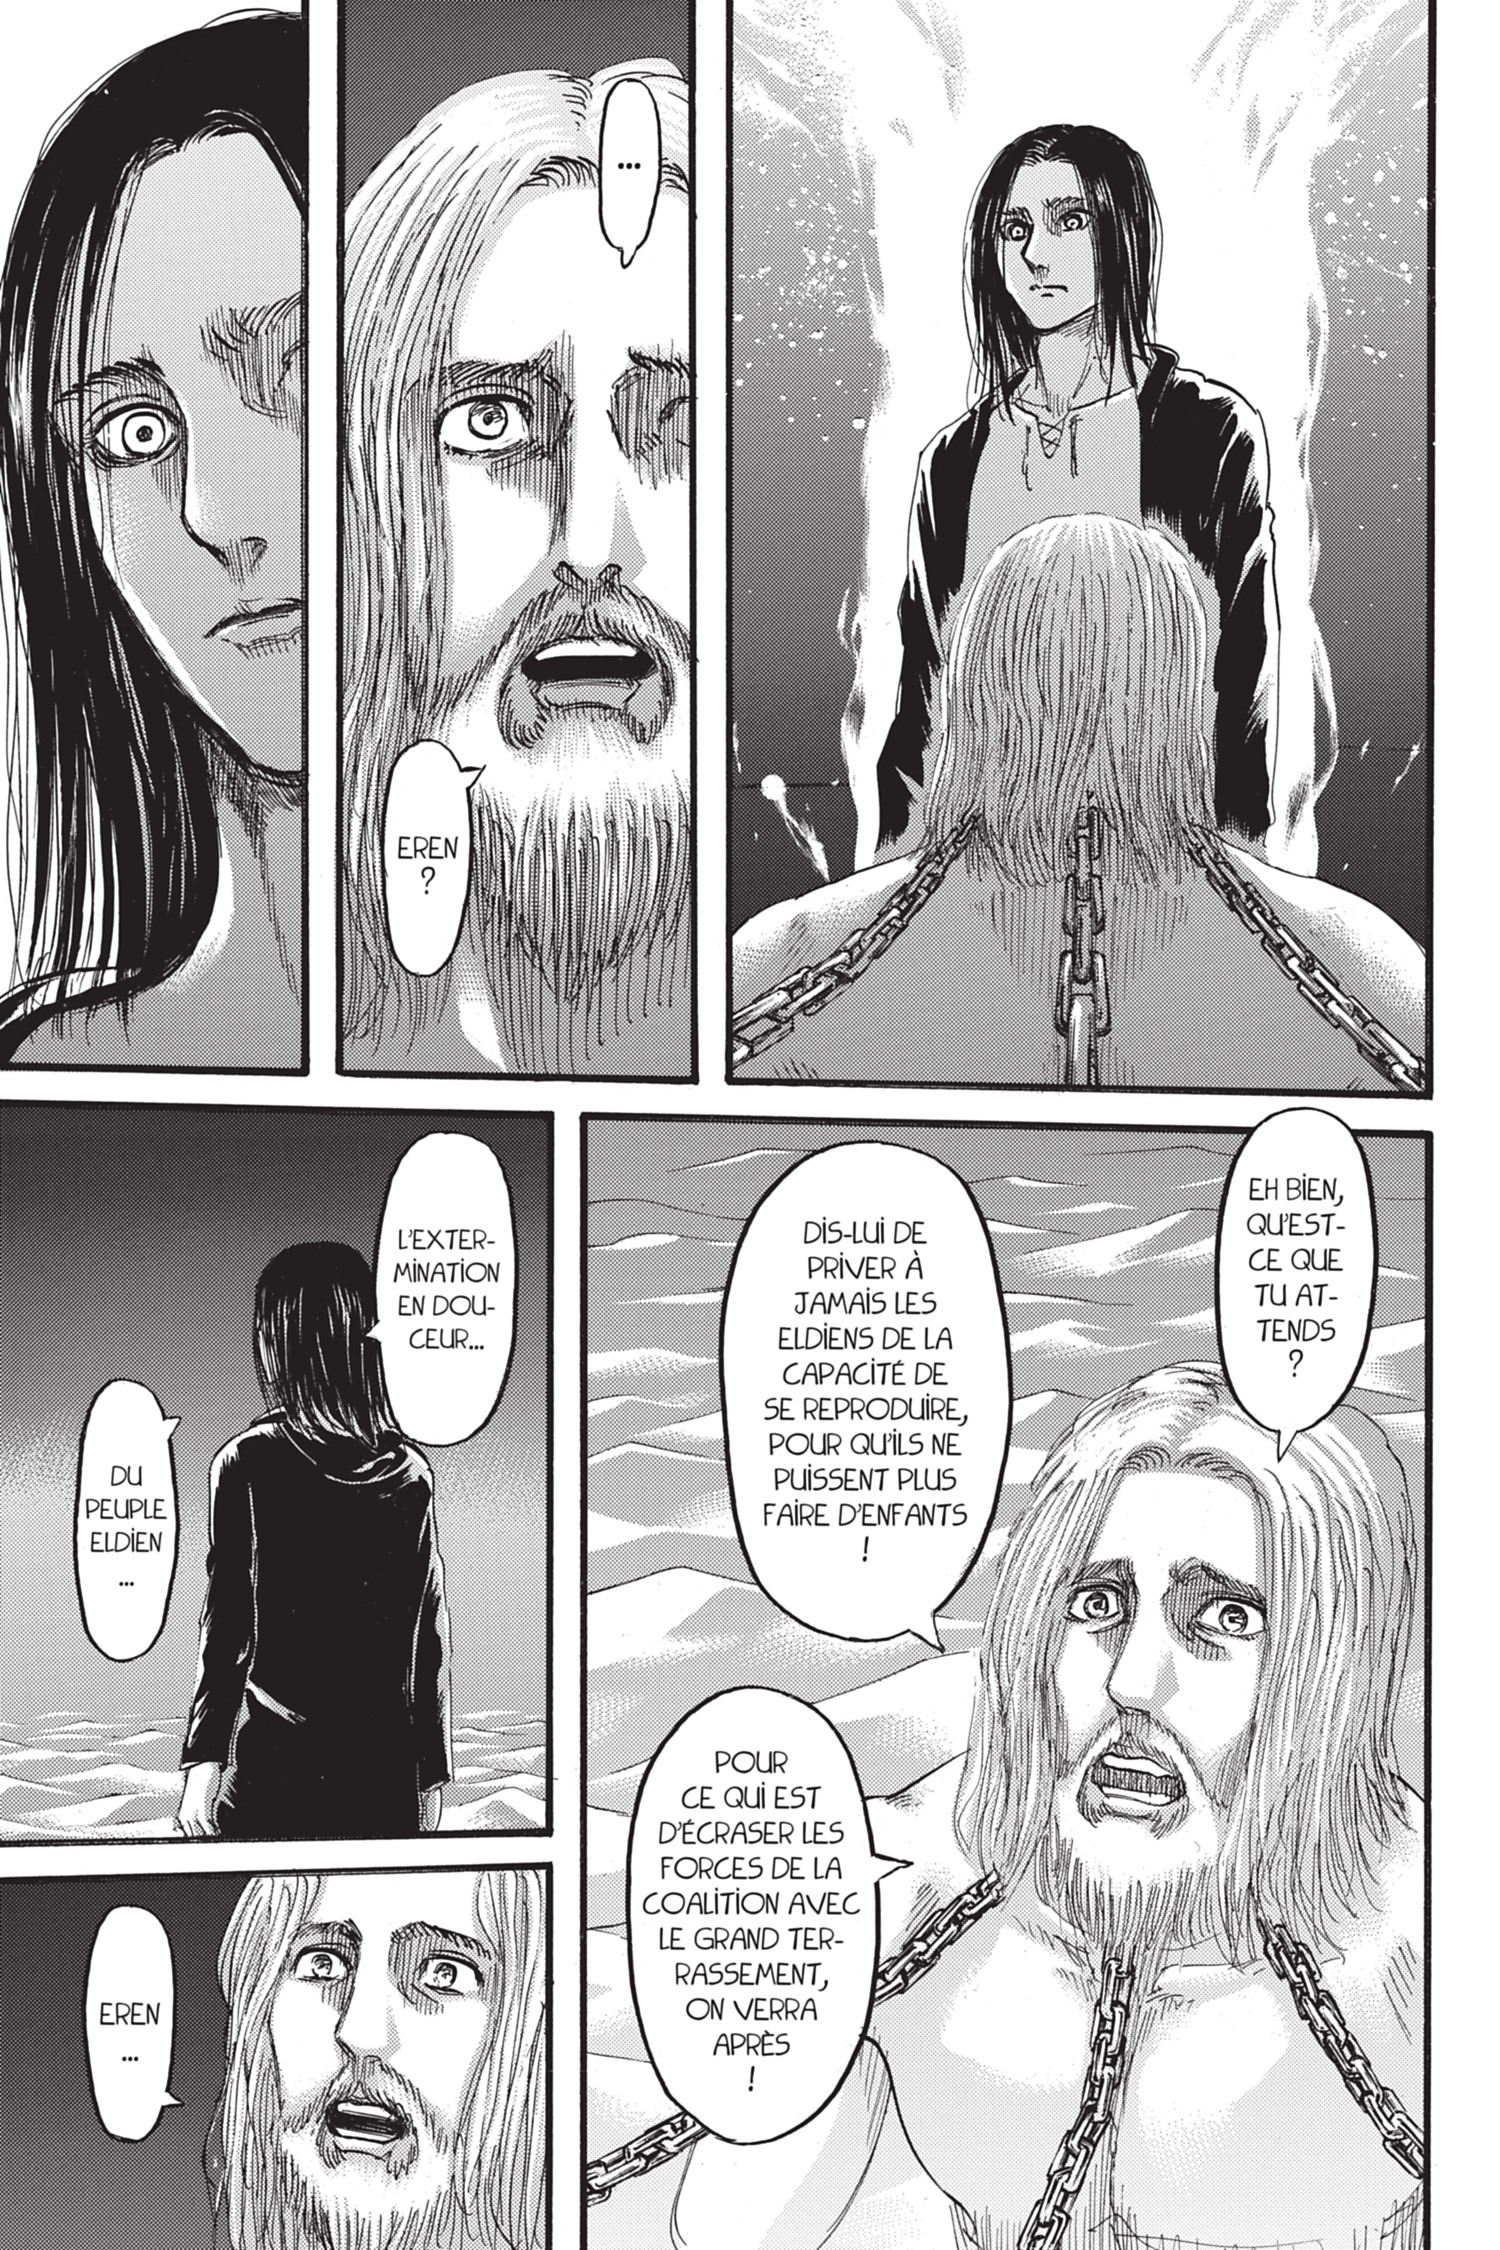 ...
EREN
?
EH BIEN,
QU'EST-
CE QUE
TU AT-
TENDS
?
DIS-LUI DE
PRIVER À
JAMAIS LES
ELDIENS DE LA
CAPACITÉ DE
SE REPRODUIRE,
POUR QU'ILS NE
PUISSENT PLUS
FAIRE D'ENFANTS
!
POUR
CE QUI EST
D'ÉCRASER LES
FORCES DE LA
COALITION AVEC
LE GRAND TER-
RASSEMENT,
ON VERRA
APRÈS
!
L'EXTER-
MINATION
EN DOU-
CEUR...
DU
PEUPLE
ELDIEN
...
EREN
...